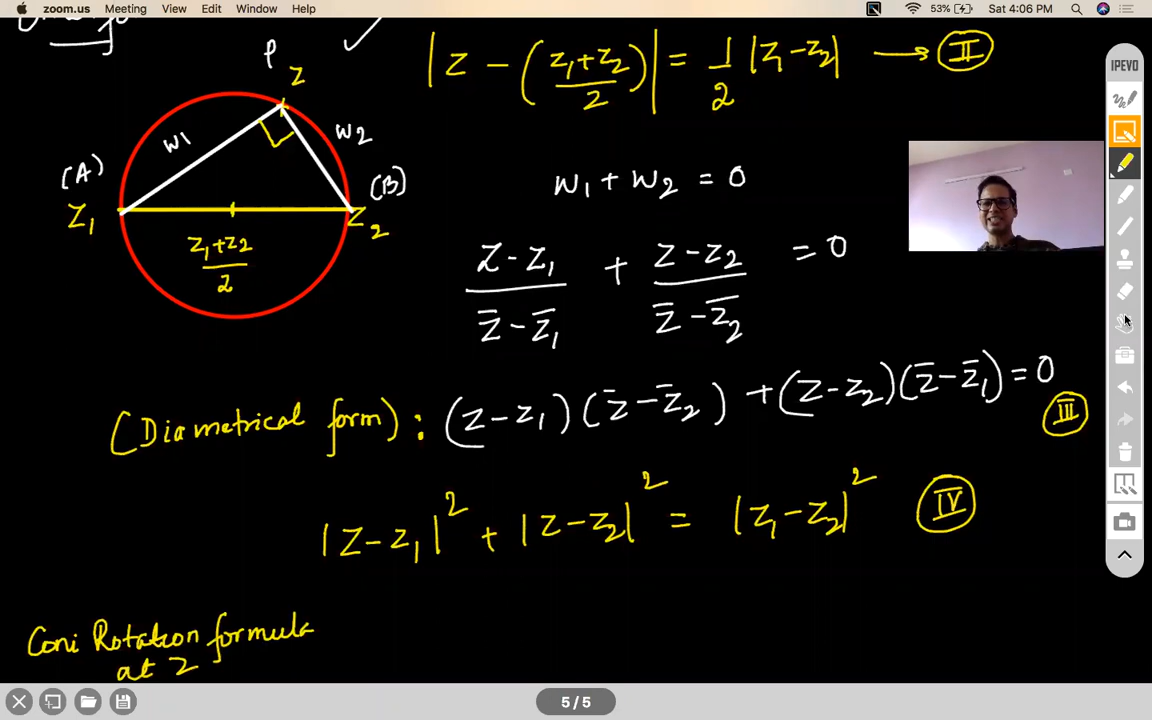 zoom.us Meeting View Edit Window Help 53% Sat 4:06 PM
IPEVO
|z - (z₁+z₂/2)| = 1/2 |z₁-z₂| → II
P z
w1 w2
(A) (B)
z₁ z₂
z₁+z₂/2
w₁ + w₂ = 0
z-z₁/z̄-z̄₁ + z-z₂/z̄-z̄₂ = 0
(Diametrical form) : (z-z₁)(z̄-z̄₂) + (z-z₂)(z̄-z̄₁) = 0 III
|z-z₁|² + |z-z₂|² = |z₁-z₂|² IV
Coni Rotation formula
at z
5/5